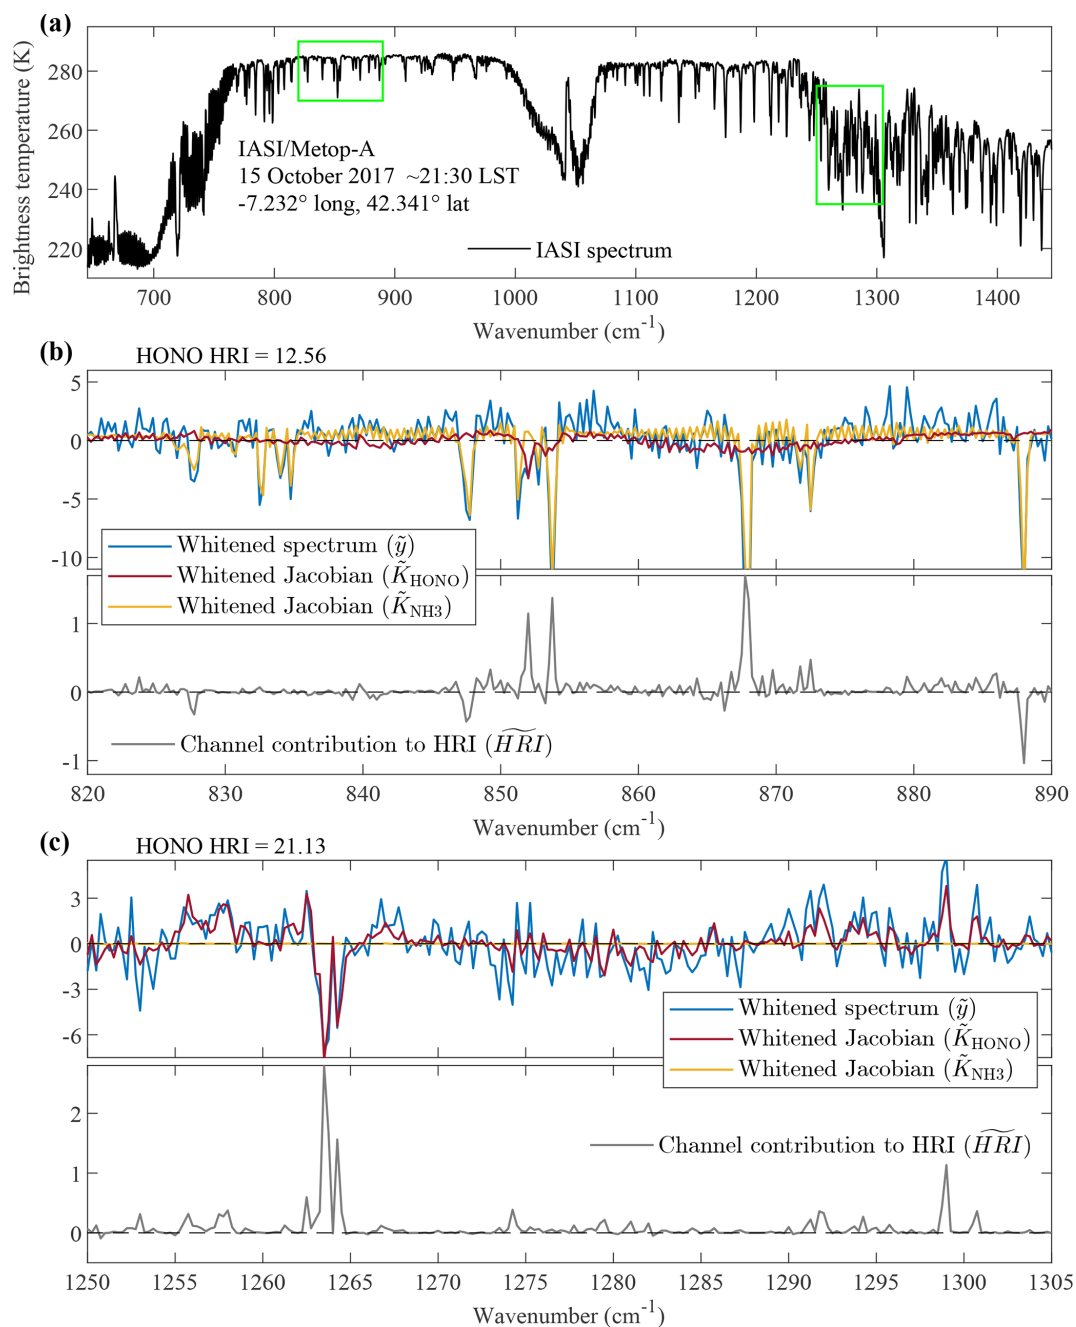 (a)
Brightness temperature (K)
280
260
240
220
IASI/Metop-A
15 October 2017 ~21:30 LST
-7.232° long, 42.341° lat
IASI spectrum
700 800 900 1000 1100 1200 1300 1400
Wavenumber (cm⁻¹)
(b)
HONO HRI = 12.56
5
0
-5
-10
Whitened spectrum (ỹ)
Whitened Jacobian (K̃HONO)
Whitened Jacobian (K̃NH3)
1
0
-1
Channel contribution to HRI (H͠RI)
820 830 840 850 860 870 880 890
Wavenumber (cm⁻¹)
(c)
HONO HRI = 21.13
3
0
-3
-6
Whitened spectrum (ỹ)
Whitened Jacobian (K̃HONO)
Whitened Jacobian (K̃NH3)
2
1
0
Channel contribution to HRI (H͠RI)
1250 1255 1260 1265 1270 1275 1280 1285 1290 1295 1300 1305
Wavenumber (cm⁻¹)